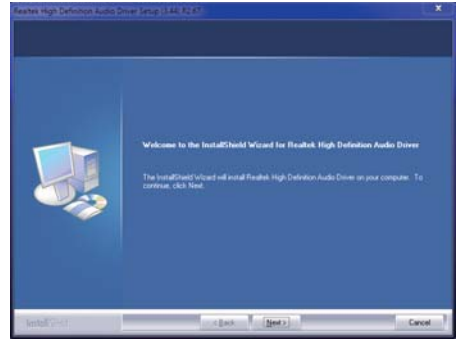 Realtek High Definition Audio Driver Setup (3.44) R2.67
Welcome to the InstallShield Wizard for Realtek High Definition Audio Driver
The InstallShield Wizard will install Realtek High Definition Audio Driver on your computer. To
continue, click Next.
InstallShield
< Back
Next >
Cancel